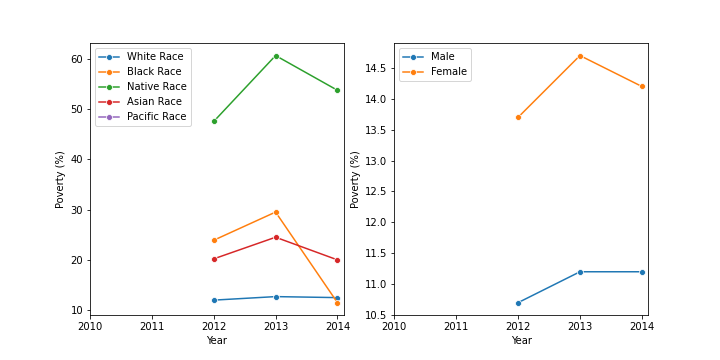 60
50
40
30
20
10
Poverty (%)
White Race
Black Race
Native Race
Asian Race
Pacific Race
2010 2011 2012 2013 2014
Year
14.5
14.0
13.5
13.0
12.5
12.0
11.5
11.0
10.5
Poverty (%)
Male
Female
2010 2011 2012 2013 2014
Year